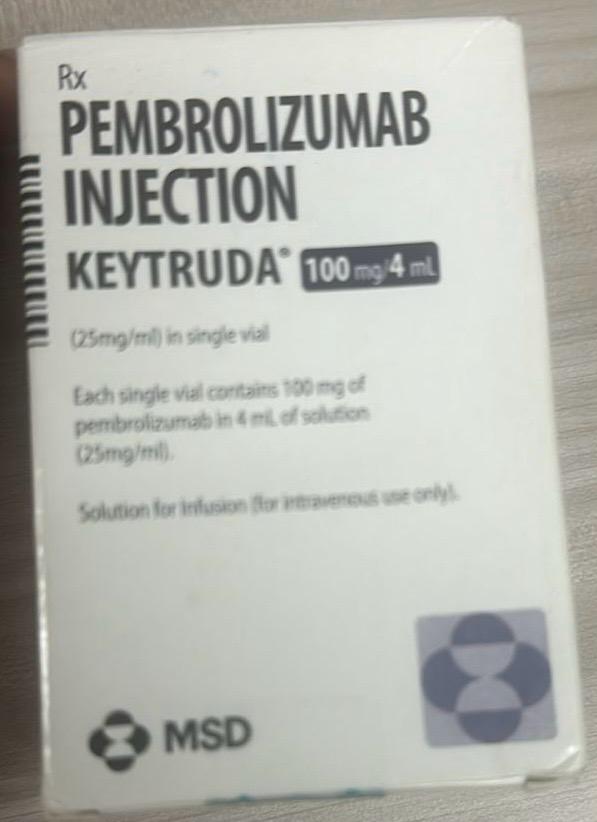 Rx
PEMBROLIZUMAB
INJECTION
KEYTRUDA® 100 mg/4 mL
(25mg/ml) in single vial
Each single vial contains 100 mg of
pembrolizumab in 4 mL of solution
(25mg/ml).
Solution for Infusion (for intravenous use only).
MSD